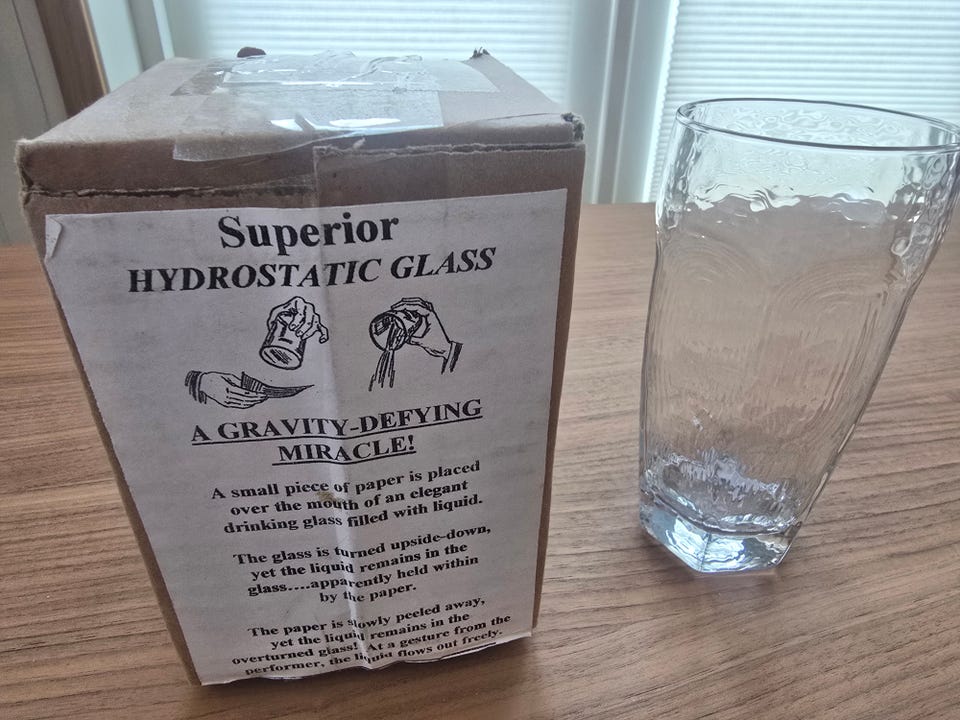 Superior
HYDROSTATIC GLASS
A GRAVITY-DEFYING
MIRACLE!
A small piece of paper is placed
over the mouth of an elegant
drinking glass filled with liquid.
The glass is turned upside-down,
yet the liquid remains in the
glass....apparently held within
by the paper.
The paper is slowly peeled away,
yet the liquid remains in the
overturned glass! At a gesture from the
performer, the liquid flows out freely.